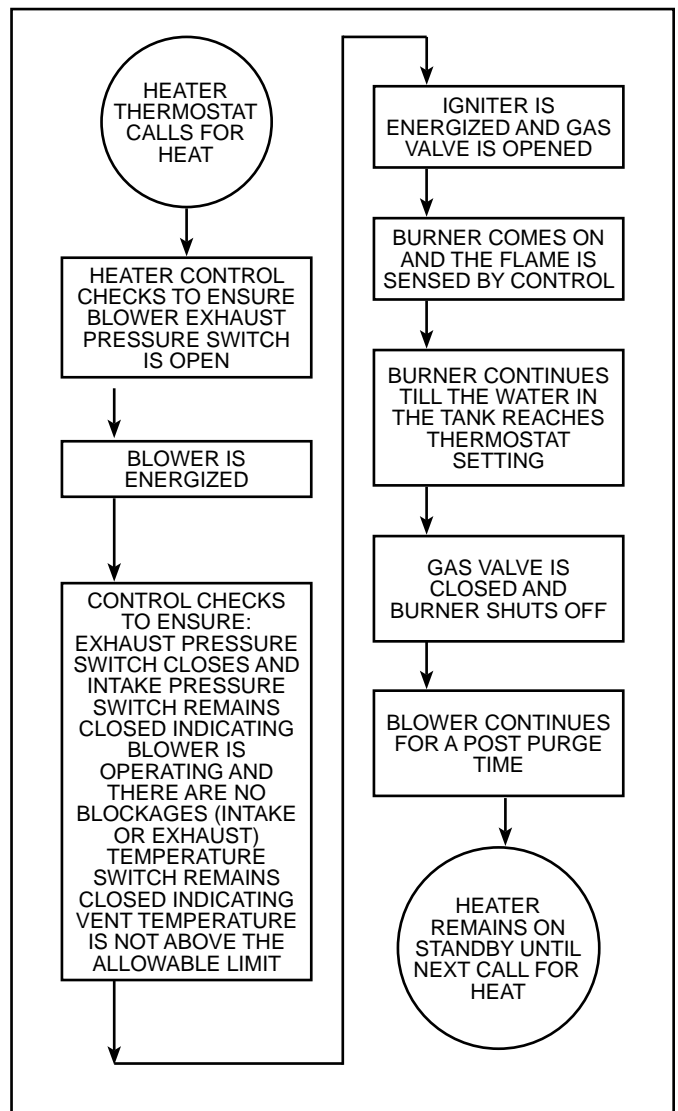 HEATER
THERMOSTAT
CALLS FOR
HEAT
HEATER CONTROL
CHECKS TO ENSURE
BLOWER EXHAUST
PRESSURE SWITCH
IS OPEN
BLOWER IS
ENERGIZED
CONTROL CHECKS
TO ENSURE:
EXHAUST PRESSURE
SWITCH CLOSES AND
INTAKE PRESSURE
SWITCH REMAINS
CLOSED INDICATING
BLOWER IS
OPERATING AND
THERE ARE NO
BLOCKAGES (INTAKE
OR EXHAUST)
TEMPERATURE
SWITCH REMAINS
CLOSED INDICATING
VENT TEMPERATURE
IS NOT ABOVE THE
ALLOWABLE LIMIT
IGNITER IS
ENERGIZED AND GAS
VALVE IS OPENED
BURNER COMES ON
AND THE FLAME IS
SENSED BY CONTROL
BURNER CONTINUES
TILL THE WATER IN
THE TANK REACHES
THERMOSTAT
SETTING
GAS VALVE IS
CLOSED AND
BURNER SHUTS OFF
BLOWER CONTINUES
FOR A POST PURGE
TIME
HEATER
REMAINS ON
STANDBY UNTIL
NEXT CALL FOR
HEAT